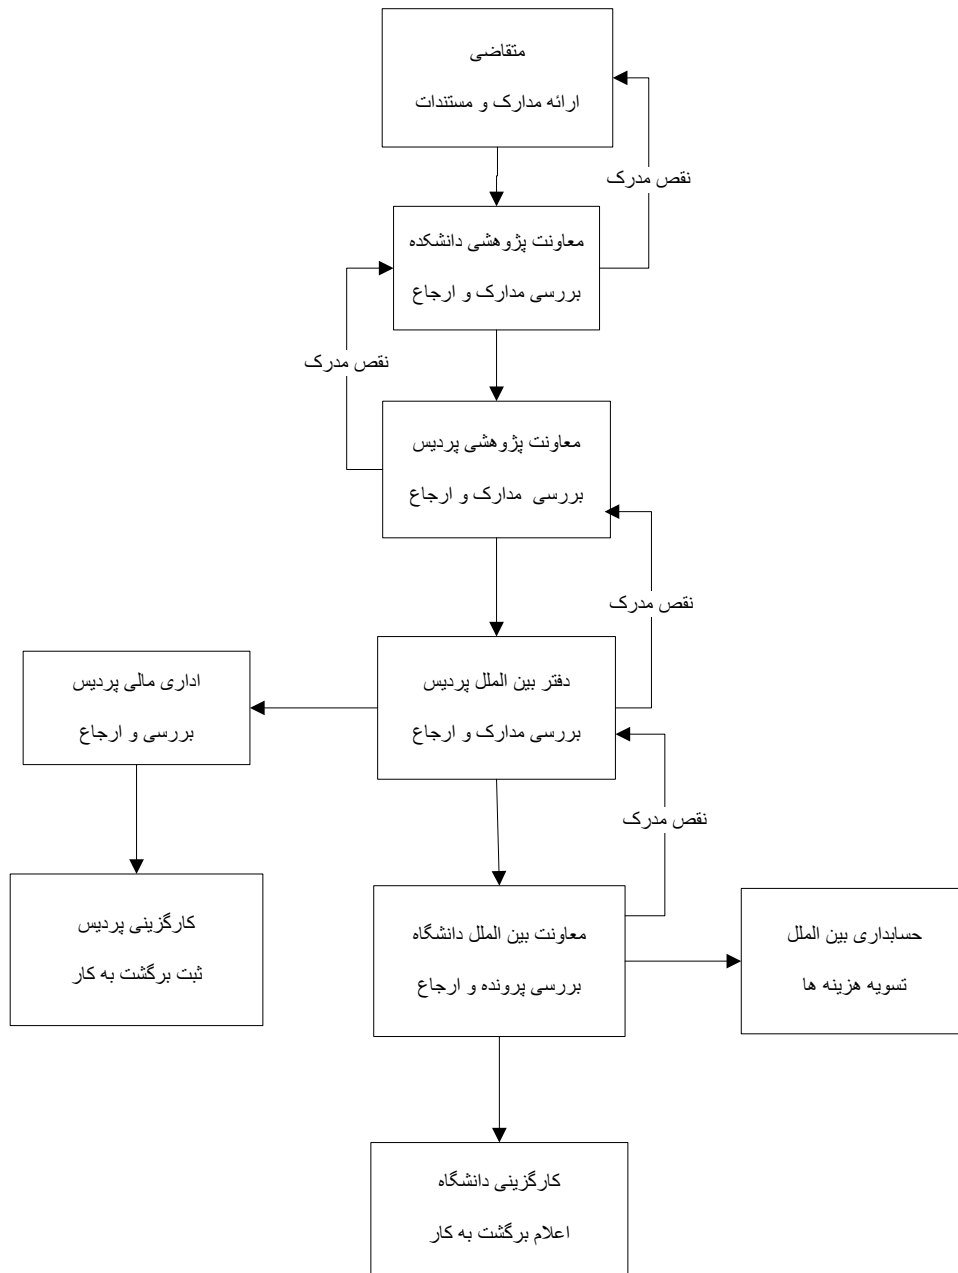 متقاضی
ارائه مدارک و مستندات
نقص مدرک
معاونت پژوهشی دانشکده
بررسی مدارک و ارجاع
نقص مدرک
معاونت پژوهشی پردیس
بررسی مدارک و ارجاع
نقص مدرک
دفتر بین الملل پردیس
بررسی مدارک و ارجاع
اداری مالی پردیس
بررسی و ارجاع
نقص مدرک
معاونت بین الملل دانشگاه
بررسی پرونده و ارجاع
حسابداری بین الملل
تسویه هزینه ها
کارگزینی پردیس
ثبت برگشت به کار
کارگزینی دانشگاه
اعلام برگشت به کار